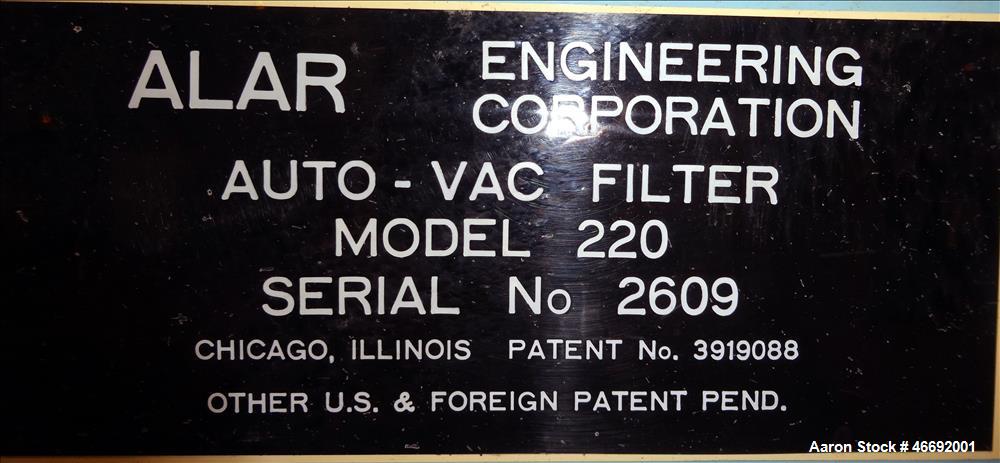 ALAR ENGINEERING
CORPORATION
AUTO - VAC FILTER
MODEL 220
SERIAL No 2609
CHICAGO, ILLINOIS PATENT No. 3919088
OTHER U.S. & FOREIGN PATENT PEND.
Aaron Stock # 46692001